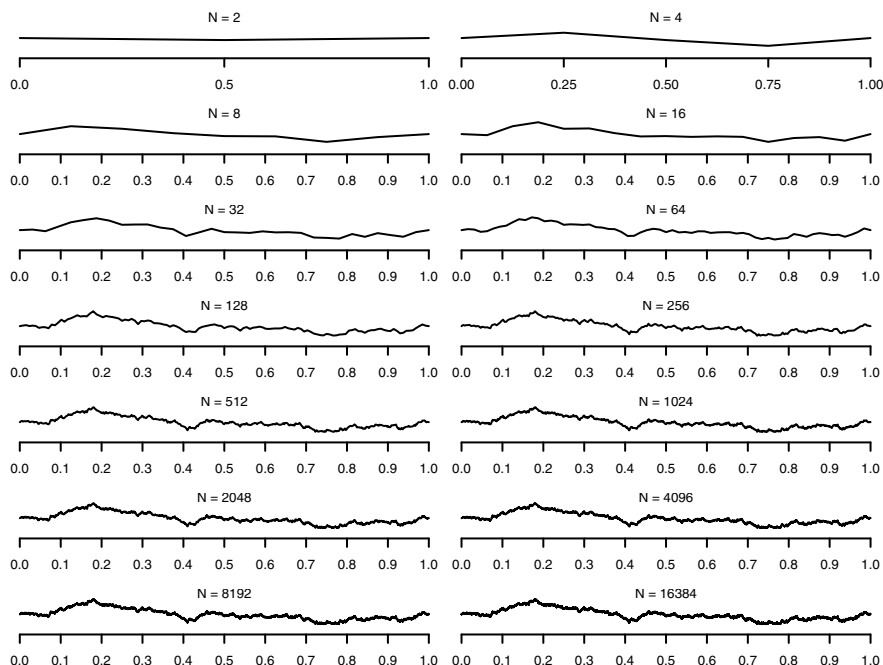 N = 2
N = 4
0.0 0.5 1.0
0.00 0.25 0.50 0.75 1.00
N = 8
N = 16
0.0 0.1 0.2 0.3 0.4 0.5 0.6 0.7 0.8 0.9 1.0
0.0 0.1 0.2 0.3 0.4 0.5 0.6 0.7 0.8 0.9 1.0
N = 32
N = 64
0.0 0.1 0.2 0.3 0.4 0.5 0.6 0.7 0.8 0.9 1.0
0.0 0.1 0.2 0.3 0.4 0.5 0.6 0.7 0.8 0.9 1.0
N = 128
N = 256
0.0 0.1 0.2 0.3 0.4 0.5 0.6 0.7 0.8 0.9 1.0
0.0 0.1 0.2 0.3 0.4 0.5 0.6 0.7 0.8 0.9 1.0
N = 512
N = 1024
0.0 0.1 0.2 0.3 0.4 0.5 0.6 0.7 0.8 0.9 1.0
0.0 0.1 0.2 0.3 0.4 0.5 0.6 0.7 0.8 0.9 1.0
N = 2048
N = 4096
0.0 0.1 0.2 0.3 0.4 0.5 0.6 0.7 0.8 0.9 1.0
0.0 0.1 0.2 0.3 0.4 0.5 0.6 0.7 0.8 0.9 1.0
N = 8192
N = 16384
0.0 0.1 0.2 0.3 0.4 0.5 0.6 0.7 0.8 0.9 1.0
0.0 0.1 0.2 0.3 0.4 0.5 0.6 0.7 0.8 0.9 1.0